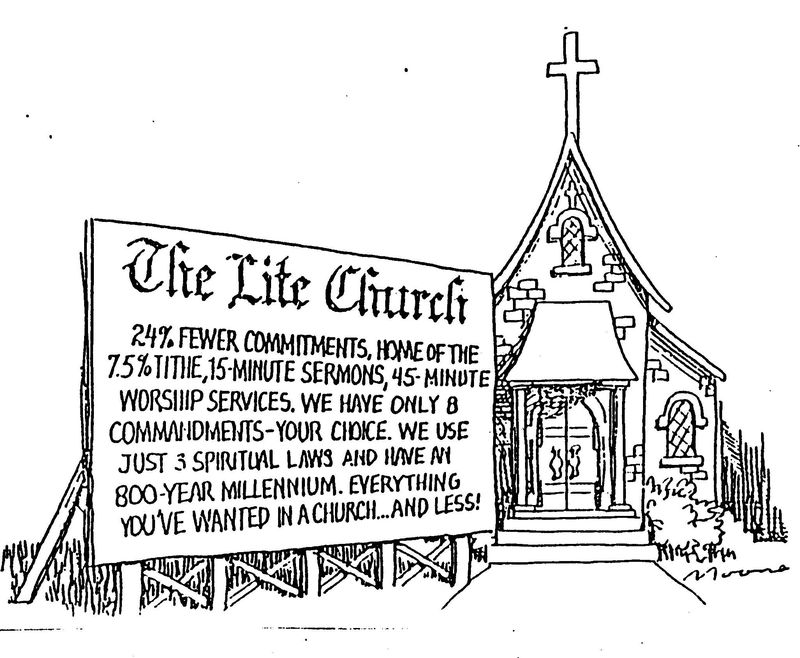 The Lite Church
24% FEWER COMMITMENTS, HOME OF THE
7.5% TITHE, 15-MINUTE SERMONS, 45-MINUTE
WORSHIP SERVICES. WE HAVE ONLY 8
COMMANDMENTS-YOUR CHOICE. WE USE
JUST 3 SPIRITUAL LAWS AND HAVE AN
800-YEAR MILLENNIUM. EVERYTHING
YOU'VE WANTED IN A CHURCH...AND LESS!
Moore